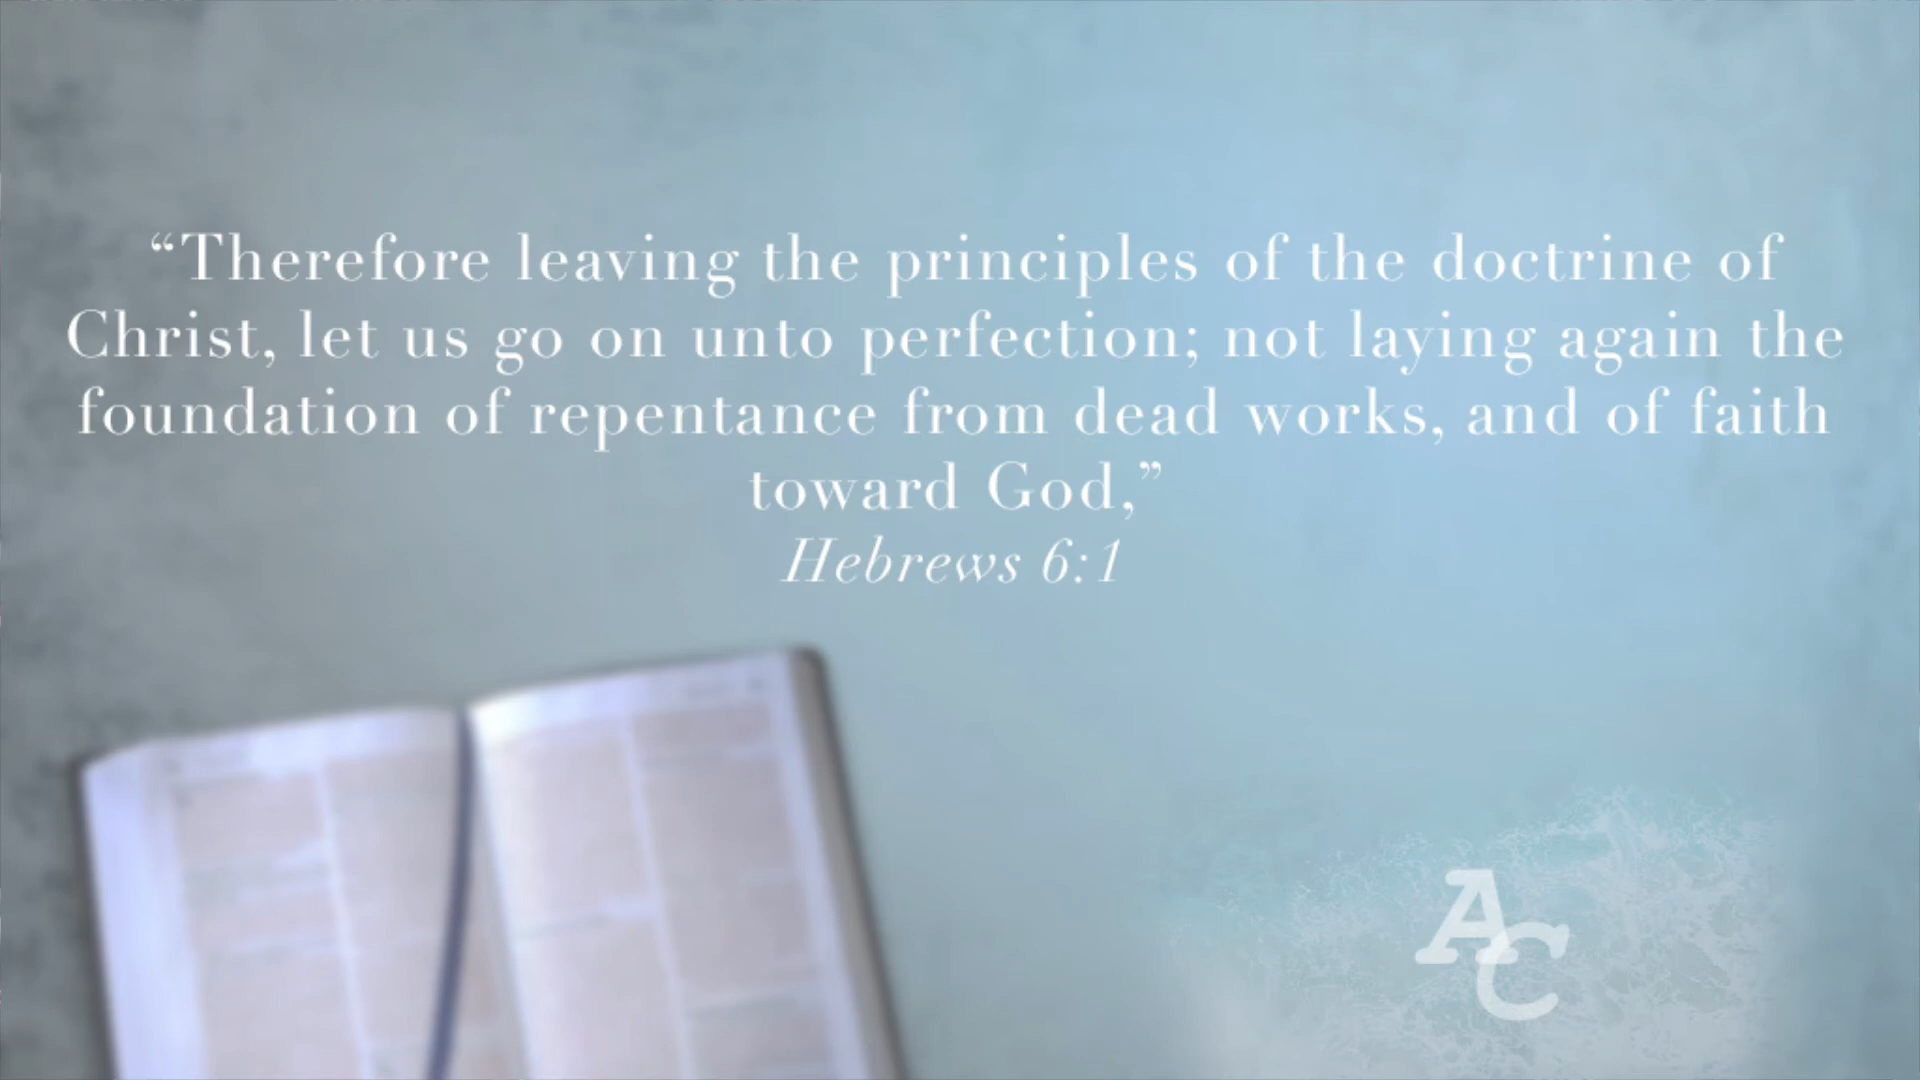 “Therefore leaving the principles of the doctrine of
Christ, let us go on unto perfection; not laying again the
foundation of repentance from dead works, and of faith
toward God,”
Hebrews 6:1
AC